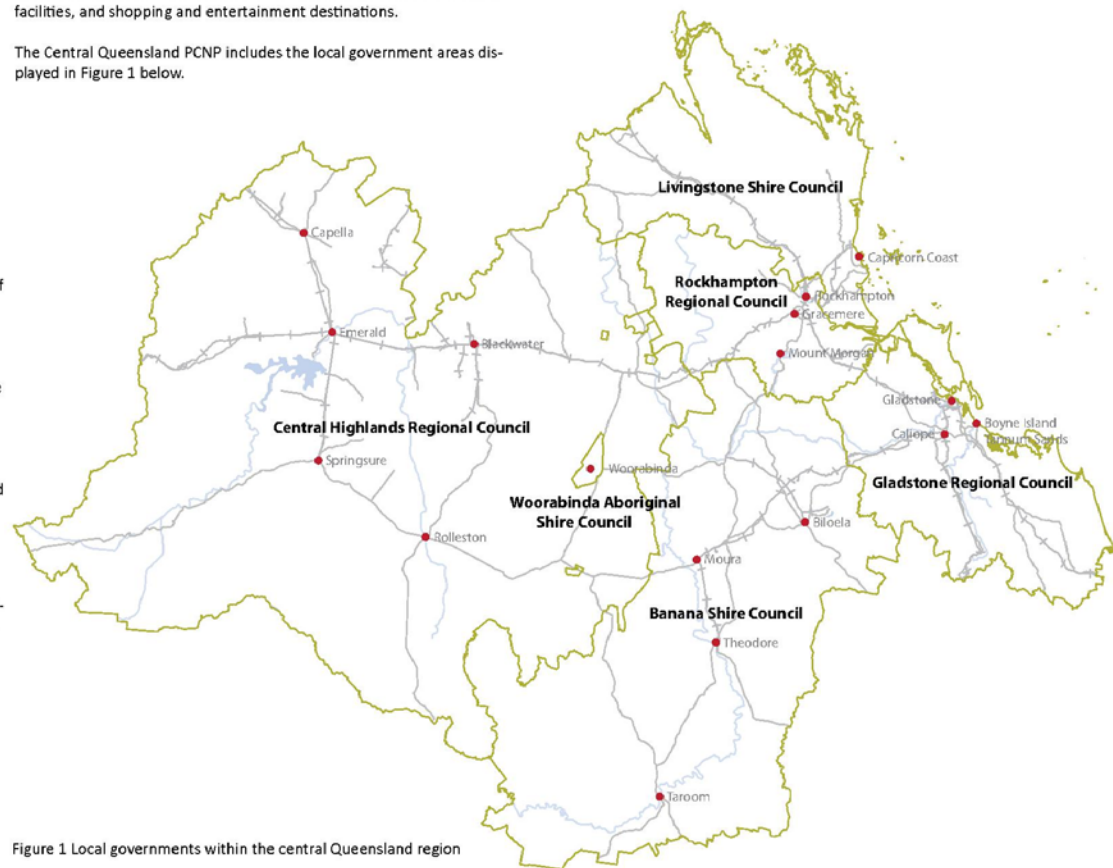 facilities, and shopping and entertainment destinations.
The Central Queensland PCNP includes the local government areas dis-
played in Figure 1 below.
Livingstone Shire Council
Capella
Capricorn Coast
f
Rockhampton
Regional Council
Rockhampton
Gracemere
Emerald
Blackwater
Mount Morgan
e
Gladstone
Boyne Island
Tannum Sands
Caliope
Central Highlands Regional Council
Springsure
Woorabinda
Gladstone Regional Council
d
Woorabinda Aboriginal
Shire Council
Biloela
Rolleston
Moura
-
Banana Shire Council
Theodore
Taroom
Figure 1 Local governments within the central Queensland region